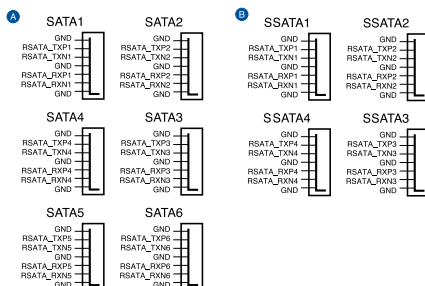 A
SATA1
GND
RSATA_TXP1
RSATA_TXN1
GND
RSATA_RXP1
RSATA_RXN1
GND
SATA2
GND
RSATA_TXP2
RSATA_TXN2
GND
RSATA_RXP2
RSATA_RXN2
GND
SATA4
GND
RSATA_TXP4
RSATA_TXN4
GND
RSATA_RXP4
RSATA_RXN4
GND
SATA3
GND
RSATA_TXP3
RSATA_TXN3
GND
RSATA_RXP3
RSATA_RXN3
GND
SATA5
GND
RSATA_TXP5
RSATA_TXN5
GND
RSATA_RXP5
RSATA_RXN5
GND
SATA6
GND
RSATA_TXP6
RSATA_TXN6
GND
RSATA_RXP6
RSATA_RXN6
GND
B
SSATA1
GND
RSATA_TXP1
RSATA_TXN1
GND
RSATA_RXP1
RSATA_RXN1
GND
SSATA2
GND
RSATA_TXP2
RSATA_TXN2
GND
RSATA_RXP2
RSATA_RXN2
GND
SSATA4
GND
RSATA_TXP4
RSATA_TXN4
GND
RSATA_RXP4
RSATA_RXN4
GND
SSATA3
GND
RSATA_TXP3
RSATA_TXN3
GND
RSATA_RXP3
RSATA_RXN3
GND